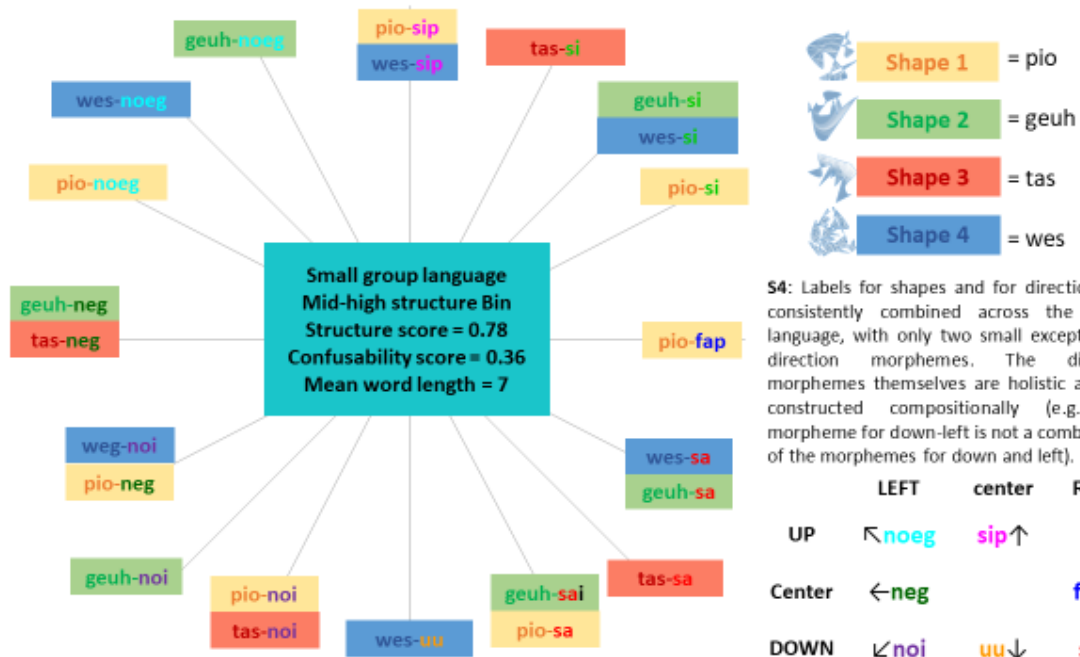 geuh-noeg
pio-sip
wes-sip
tas-si
wes-noeg
geuh-si
wes-si
pio-noeg
pio-si
geuh-neg
tas-neg
Small group language
Mid-high structure Bin
Structure score = 0.78
Confusability score = 0.36
Mean word length = 7
pio-fap
weg-noi
pio-neg
wes-sa
geuh-sa
geuh-noi
pio-noi
tas-noi
wes-uu
geuh-sai
pio-sa
tas-sa
Shape 1 = pio
Shape 2 = geuh
Shape 3 = tas
Shape 4 = wes
S4: Labels for shapes and for
consistently combined across the
language, with only two small
direction morphemes. The
morphemes themselves are holistic
constructed compositionally (e.g.
morpheme for down-left is not a
of the morphemes for down and left).
LEFT center
UP ↖noeg sip↑
Center ←neg
DOWN ↙noi uu↓